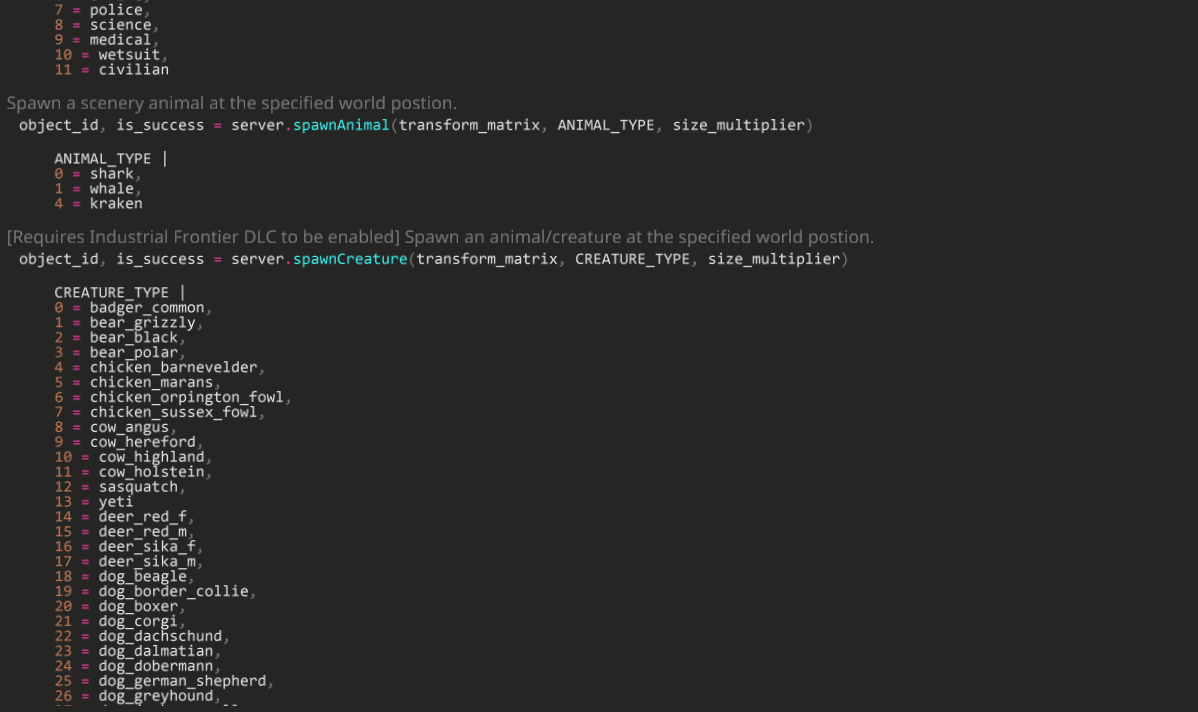 7 = police,
8 = science,
9 = medical,
10 = wetsuit,
11 = civilian
Spawn a scenery animal at the specified world postion.
object_id, is_success = server.spawnAnimal(transform_matrix, ANIMAL_TYPE, size_multiplier)
ANIMAL_TYPE |
0 = shark,
1 = whale,
4 = kraken
[Requires Industrial Frontier DLC to be enabled] Spawn an animal/creature at the specified world postion.
object_id, is_success = server.spawnCreature(transform_matrix, CREATURE_TYPE, size_multiplier)
CREATURE_TYPE |
0 = badger_common,
1 = bear_grizzly,
2 = bear_black,
3 = bear_polar,
4 = chicken_barnevelder,
5 = chicken_marans,
6 = chicken_orpington_fowl,
7 = chicken_sussex_fowl,
8 = cow_angus,
9 = cow_hereford,
10 = cow_highland,
11 = cow_holstein,
12 = sasquatch,
13 = yeti
14 = deer_red_f,
15 = deer_red_m,
16 = deer_sika_f,
17 = deer_sika_m,
18 = dog_beagle,
19 = dog_border_collie,
20 = dog_boxer,
21 = dog_corgi,
22 = dog_dachschund,
23 = dog_dalmatian,
24 = dog_dobermann,
25 = dog_german_shepherd,
26 = dog_greyhound,